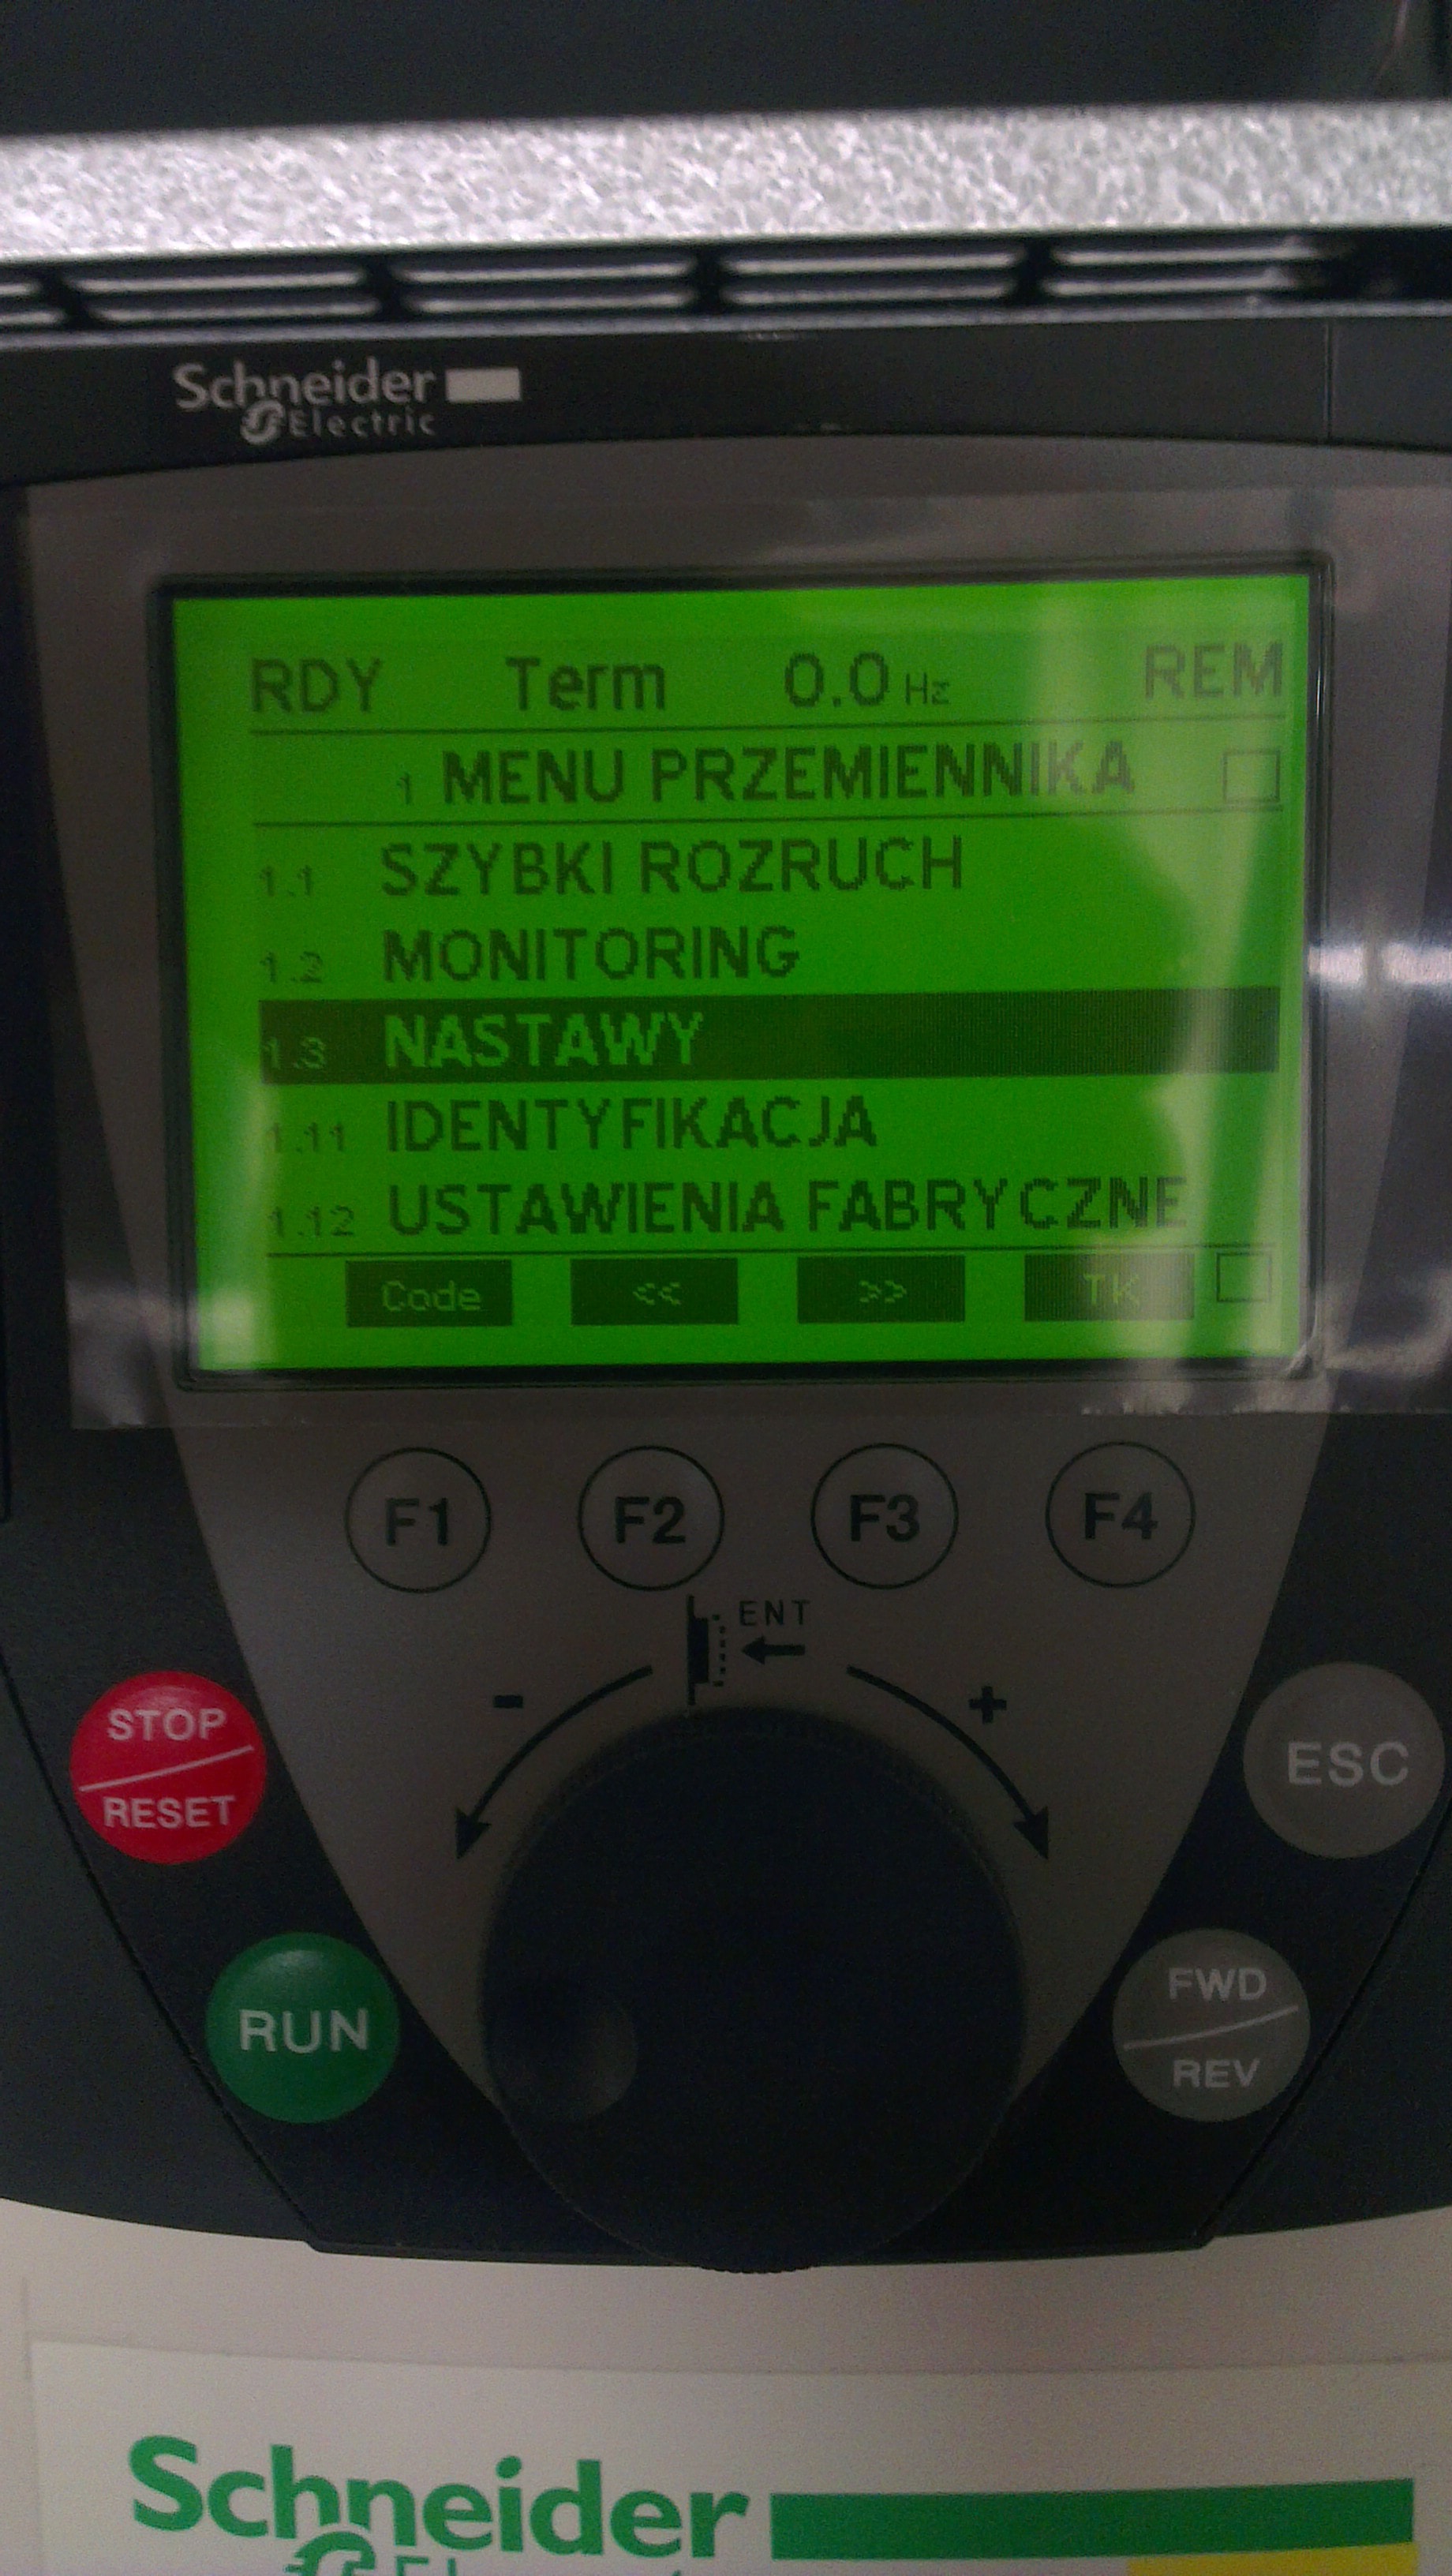 Schneider
Electric
RDY Term 0.0 Hz REM
1 MENU PRZEMIENNIKA
1.1 SZYBKI ROZRUCH
1.2 MONITORING
1.3 NASTAWY
1.11 IDENTYFIKACJA
1.12 USTAWIENIA FABRYCZNE
Code << >> TK
F1 F2 F3 F4
ENT
- +
STOP
RESET
ESC
RUN
FWD
REV
Schneider